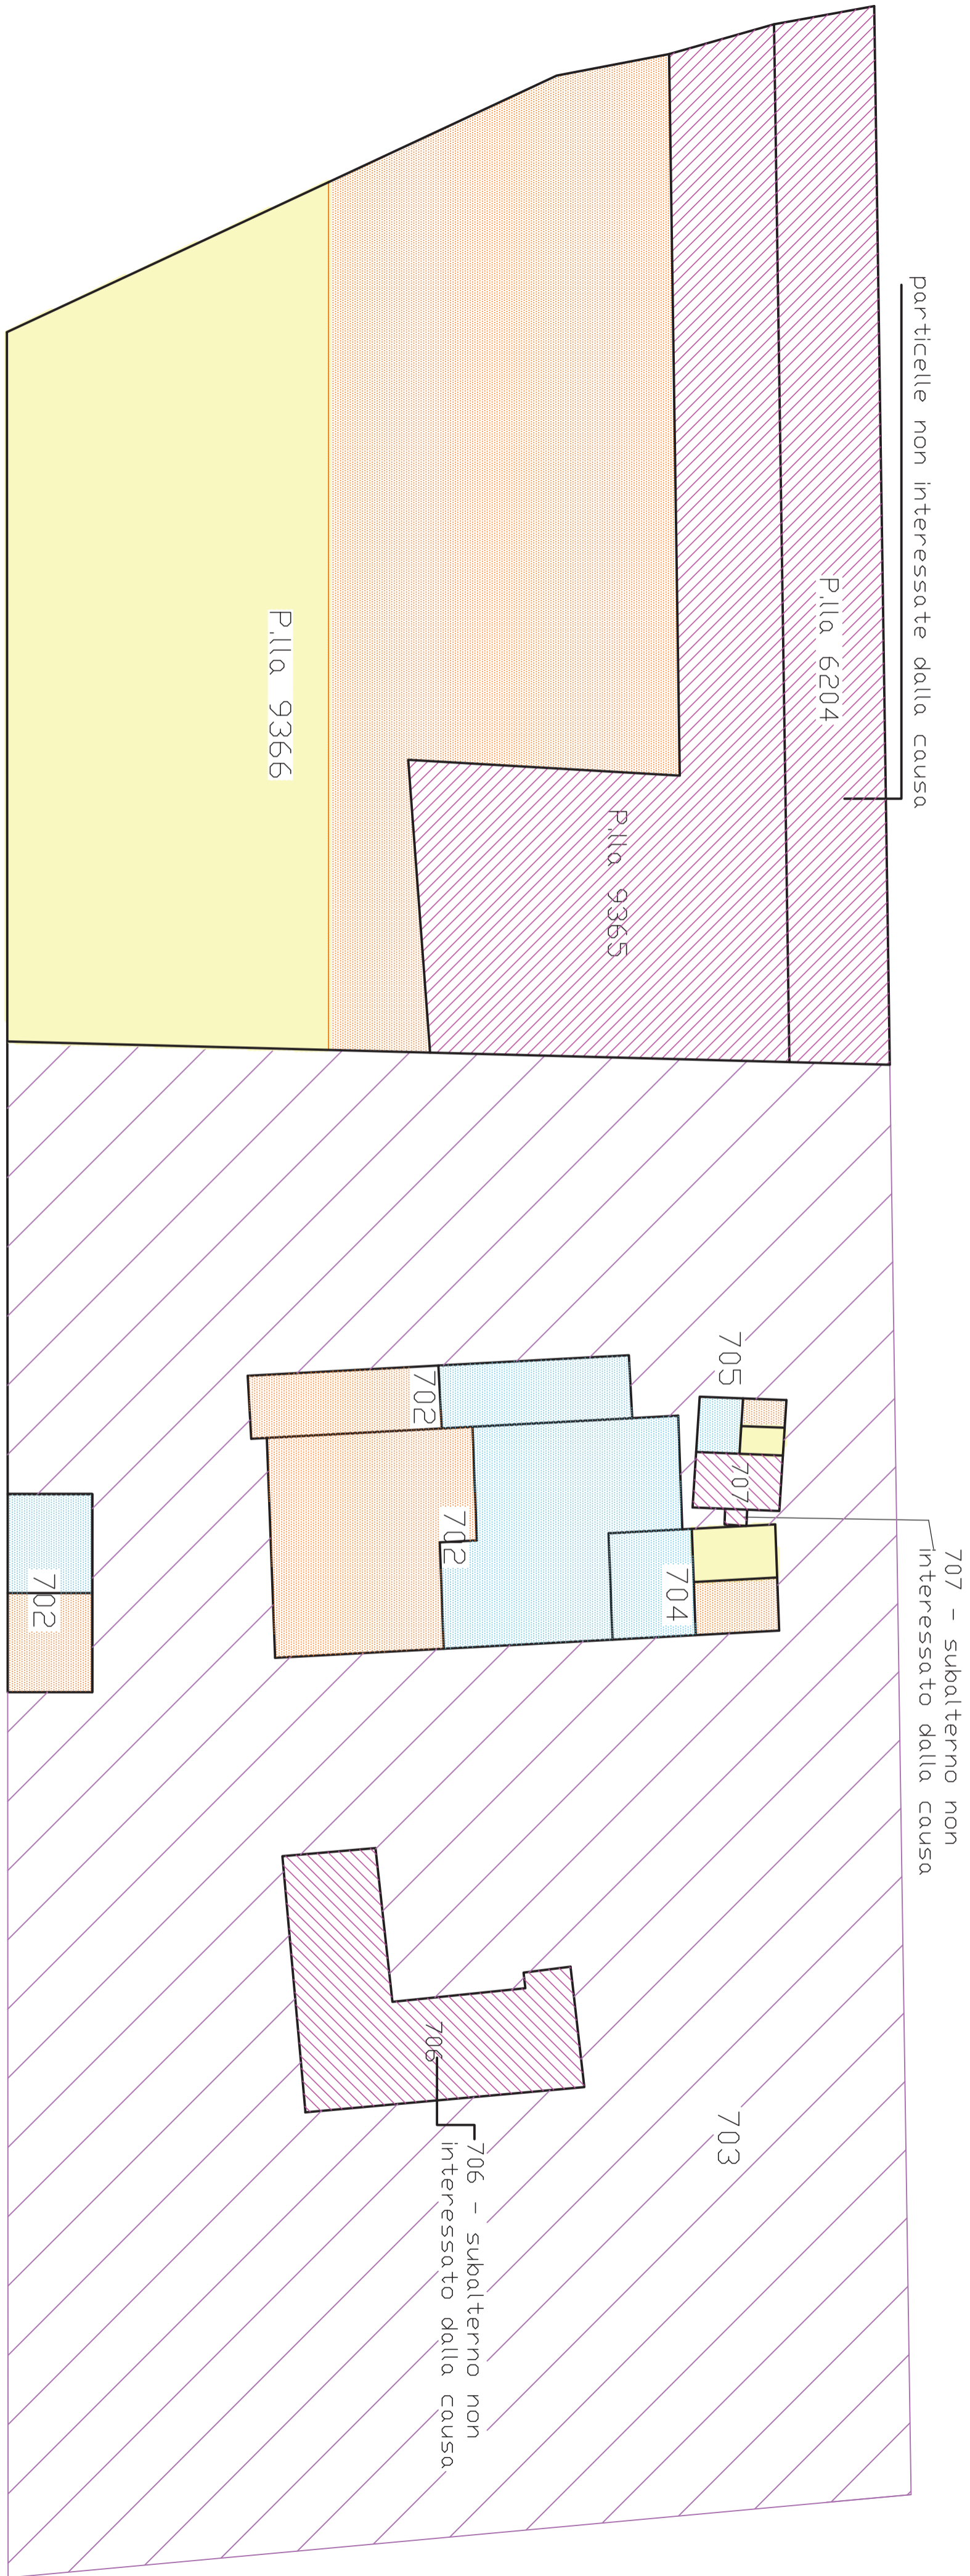 particelle non interessate dalla causa
P.lla 6204
P.lla 9365
P.lla 9366
707 - subalterno non
interessato dalla causa
705
707
704
702
702
702
703
706
706 - subalterno non
interessato dalla causa